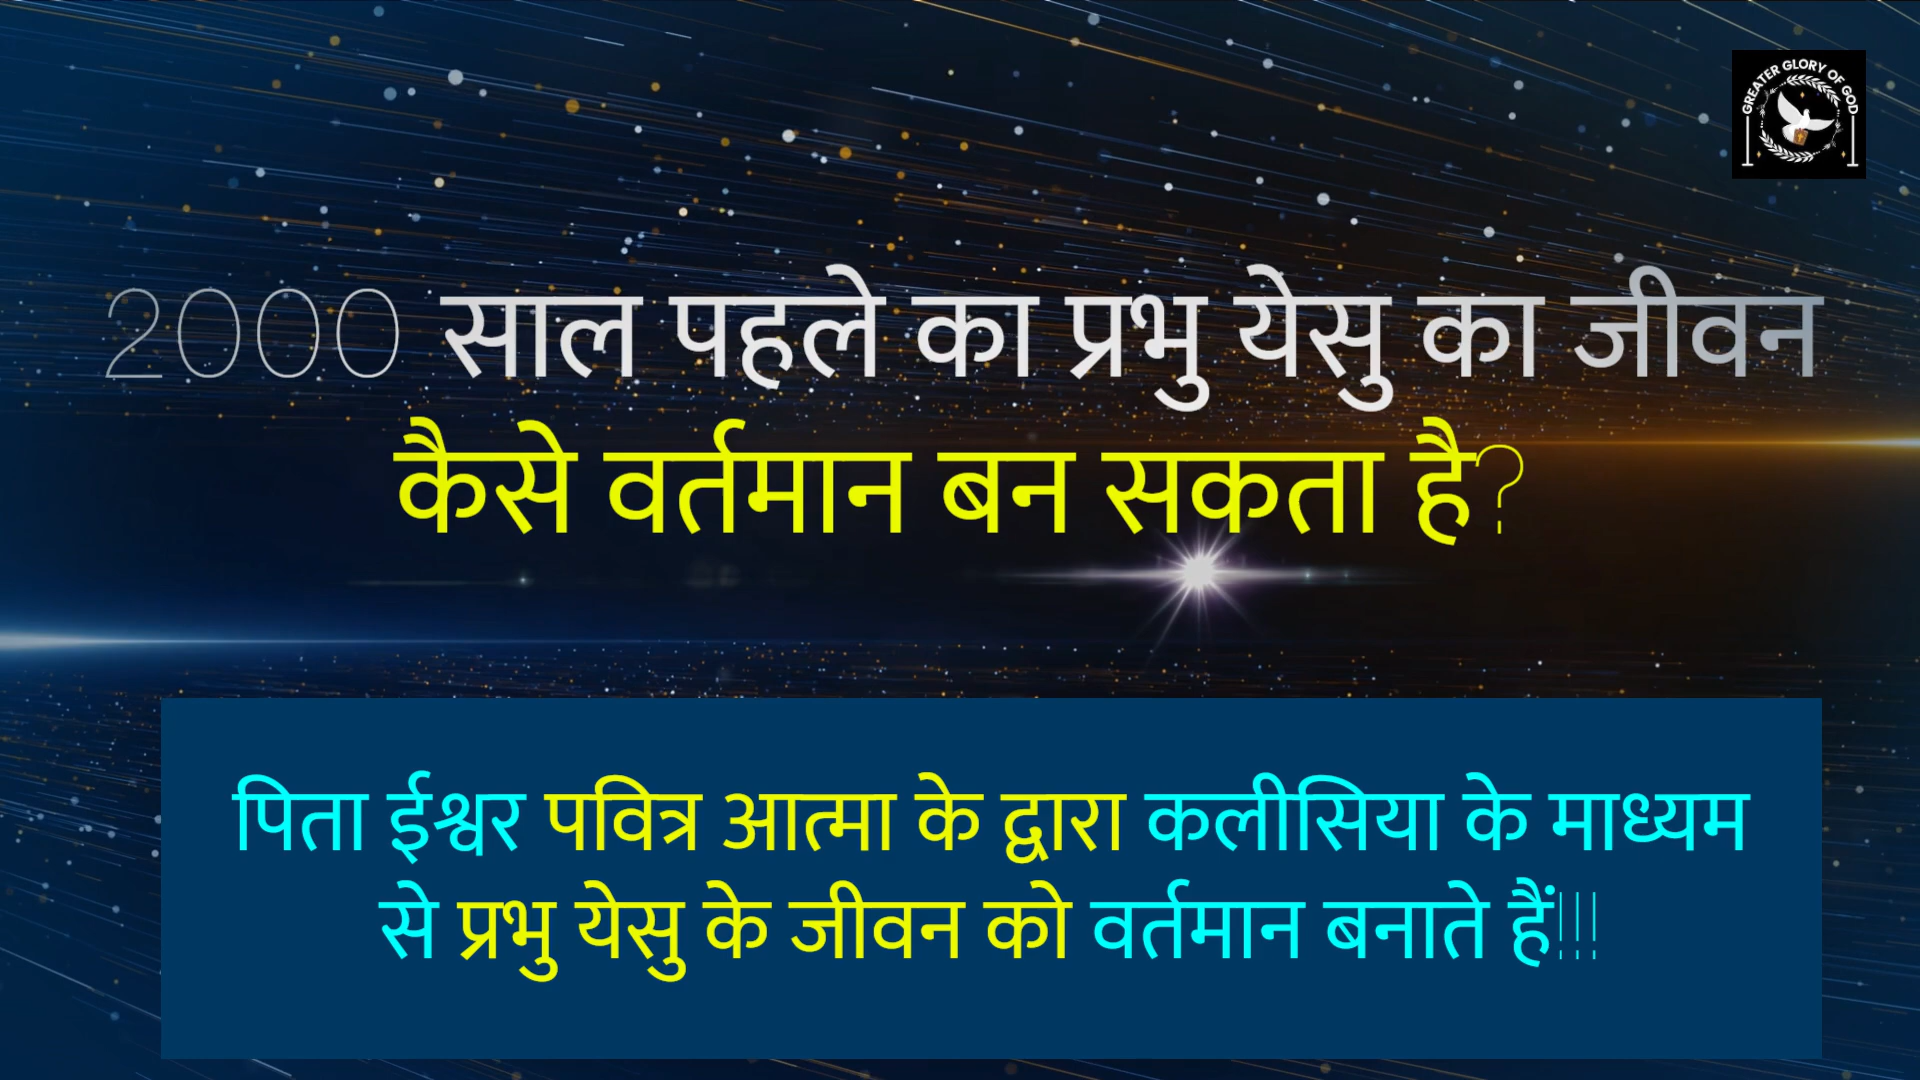 GREATER GLORY OF GOD
2000 साल पहले का प्रभु येसु का जीवन
कैसे वर्तमान बन सकता है?
पिता ईश्वर पवित्र आत्मा के द्वारा कलीसिया के माध्यम
से प्रभु येसु के जीवन को वर्तमान बनाते हैं!!!